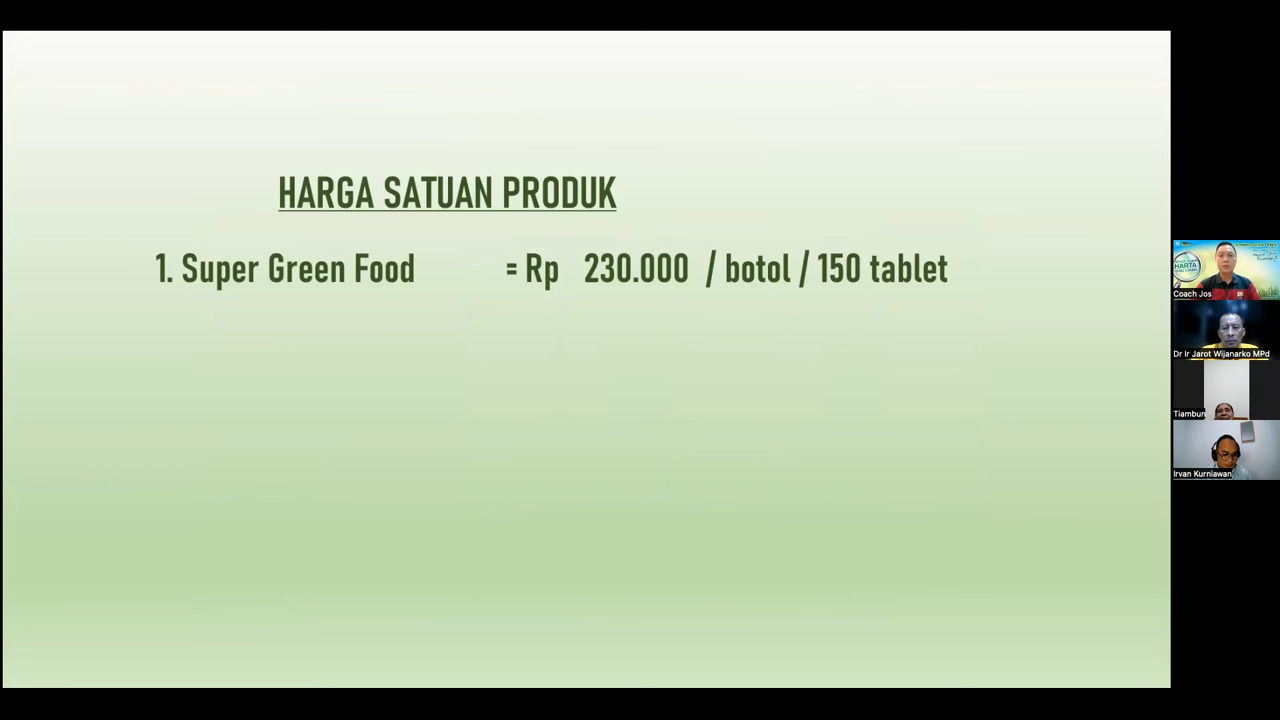 HARGA SATUAN PRODUK
1. Super Green Food = Rp 230.000 / botol / 150 tablet
HARTA
Coach Jos
Dr Ir Jarot Wijanarko MPd
Tiambun
Irvan Kurniawan